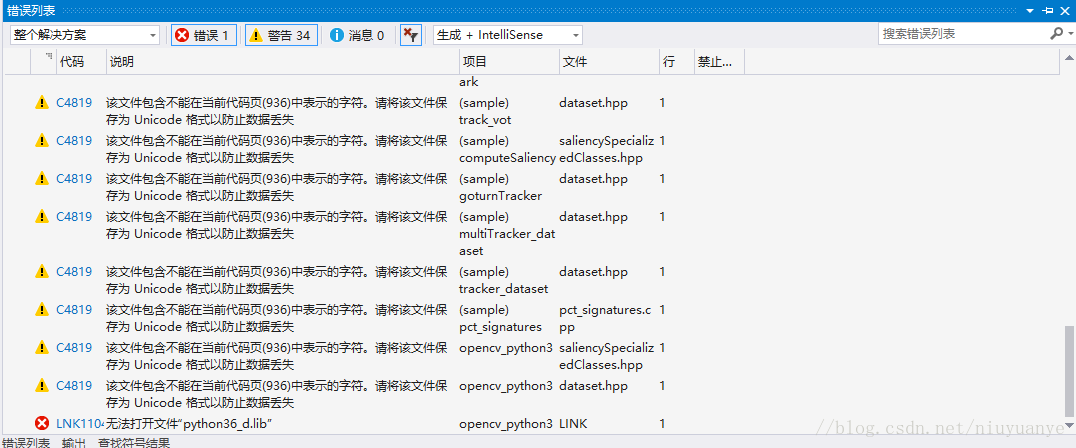 错误列表
整个解决方案 错误 1 警告 34 消息 0 生成 + IntelliSense 搜索错误列表
代码 说明 项目 文件 行 禁止...
ark
C4819 该文件包含不能在当前代码页(936)中表示的字符。请将该文件保 (sample) dataset.hpp 1
存为 Unicode 格式以防止数据丢失 track_vot
C4819 该文件包含不能在当前代码页(936)中表示的字符。请将该文件保 (sample) saliencySpecializ 1
存为 Unicode 格式以防止数据丢失 computeSaliency edClasses.hpp
C4819 该文件包含不能在当前代码页(936)中表示的字符。请将该文件保 (sample) dataset.hpp 1
存为 Unicode 格式以防止数据丢失 goturnTracker
C4819 该文件包含不能在当前代码页(936)中表示的字符。请将该文件保 (sample) dataset.hpp 1
存为 Unicode 格式以防止数据丢失 multiTracker_dat
aset
C4819 该文件包含不能在当前代码页(936)中表示的字符。请将该文件保 (sample) dataset.hpp 1
存为 Unicode 格式以防止数据丢失 tracker_dataset
C4819 该文件包含不能在当前代码页(936)中表示的字符。请将该文件保 (sample) pct_signatures.c 1
存为 Unicode 格式以防止数据丢失 pct_signatures pp
C4819 该文件包含不能在当前代码页(936)中表示的字符。请将该文件保 opencv_python3 saliencySpecializ 1
存为 Unicode 格式以防止数据丢失 edClasses.hpp
C4819 该文件包含不能在当前代码页(936)中表示的字符。请将该文件保 opencv_python3 dataset.hpp 1
存为 Unicode 格式以防止数据丢失
LNK1104 无法打开文件“python36_d.lib” opencv_python3 LINK 1
//blog.csdn.net/niuyuanye
错误列表 输出 查找符号结果